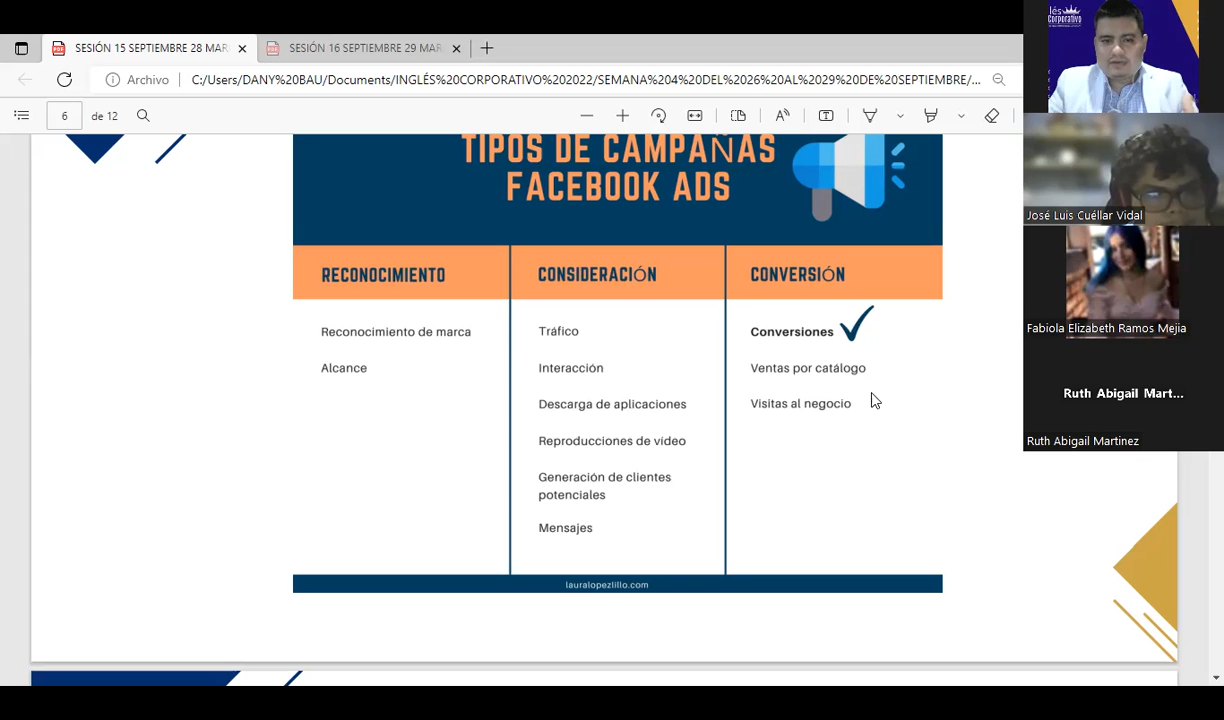 SESIÓN 15 SEPTIEMBRE 28 MAR
SESIÓN 16 SEPTIEMBRE 29 MAR
Archivo
C:/Users/DANY%20BAU/Documents/INGLÉS%20CORPORATIVO%202022/SEMANA%204%20DEL%2026%20AL%2029%20DE%20SEPTIEMBRE/...
6
de 12
TIPOS DE CAMPAÑAS
FACEBOOK ADS
RECONOCIMIENTO
Reconocimiento de marca
Alcance
CONSIDERACIÓN
Tráfico
Interacción
Descarga de aplicaciones
Reproducciones de vídeo
Generación de clientes
potenciales
Mensajes
CONVERSIÓN
Conversiones
Ventas por catálogo
Visitas al negocio
lauralopezlillo.com
lés
Corporativo
José Luis Cuéllar Vidal
Fabiola Elizabeth Ramos Mejia
Ruth Abigail Mart...
Ruth Abigail Martinez